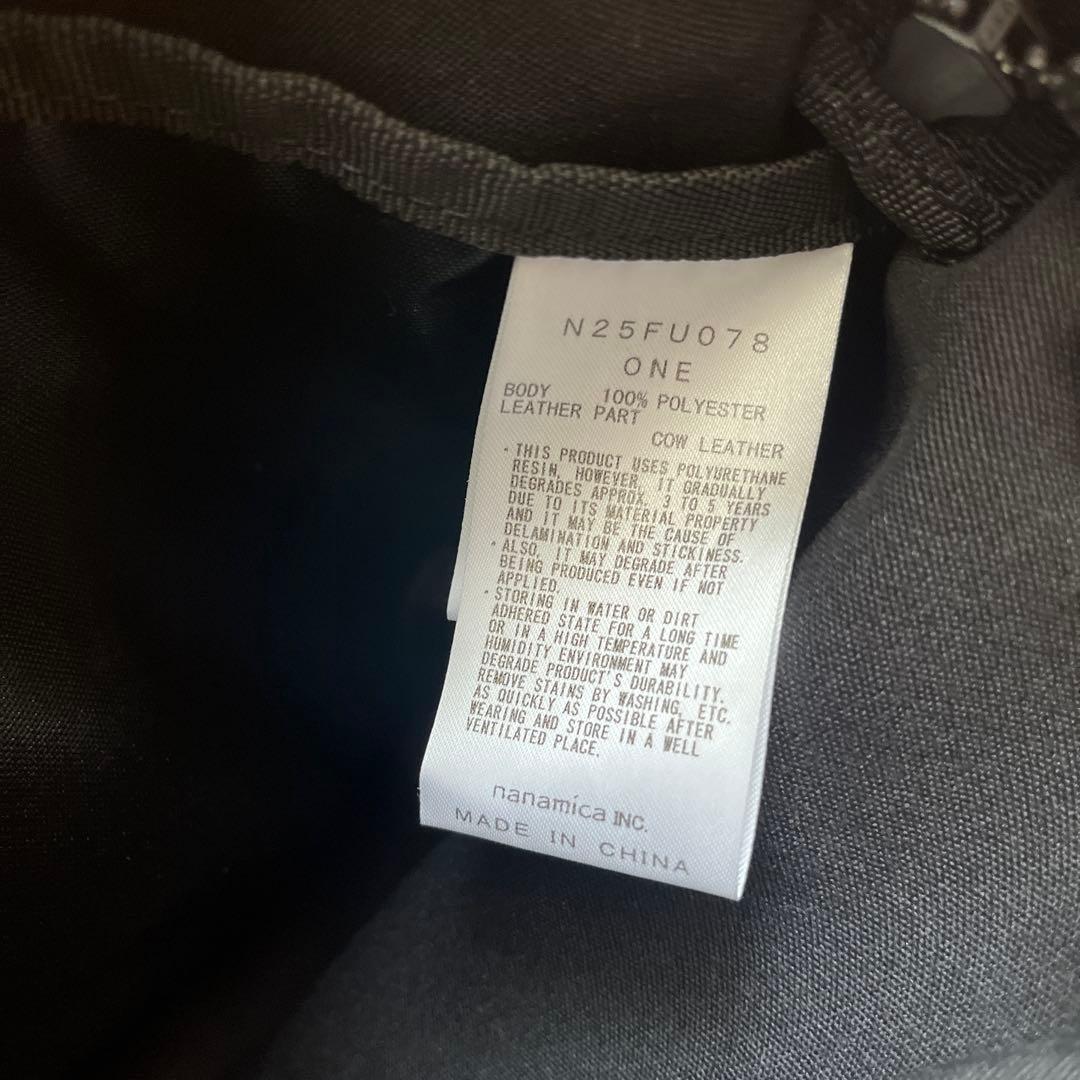 N25FU078
ONE
BODY 100% POLYESTER
LEATHER PART
COW LEATHER
・THIS PRODUCT USES POLYURETHANE
RESIN, HOWEVER, IT GRADUALLY
DEGRADES APPROX. 3 TO 5 YEARS
DUE TO ITS MATERIAL PROPERTY
AND IT MAY BE THE CAUSE OF
DELAMINATION AND STICKINESS.
・ALSO, IT MAY DEGRADE AFTER
BEING PRODUCED EVEN IF NOT
APPLIED.
・STORING IN WATER OR DIRT
ADHERED STATE FOR A LONG TIME
OR IN A HIGH TEMPERATURE AND
HUMIDITY ENVIRONMENT MAY
DEGRADE PRODUCT'S DURABILITY.
REMOVE STAINS BY WASHING, ETC.
AS QUICKLY AS POSSIBLE AFTER
WEARING AND STORE IN A WELL
VENTILATED PLACE.
nanamica INC.
MADE IN CHINA